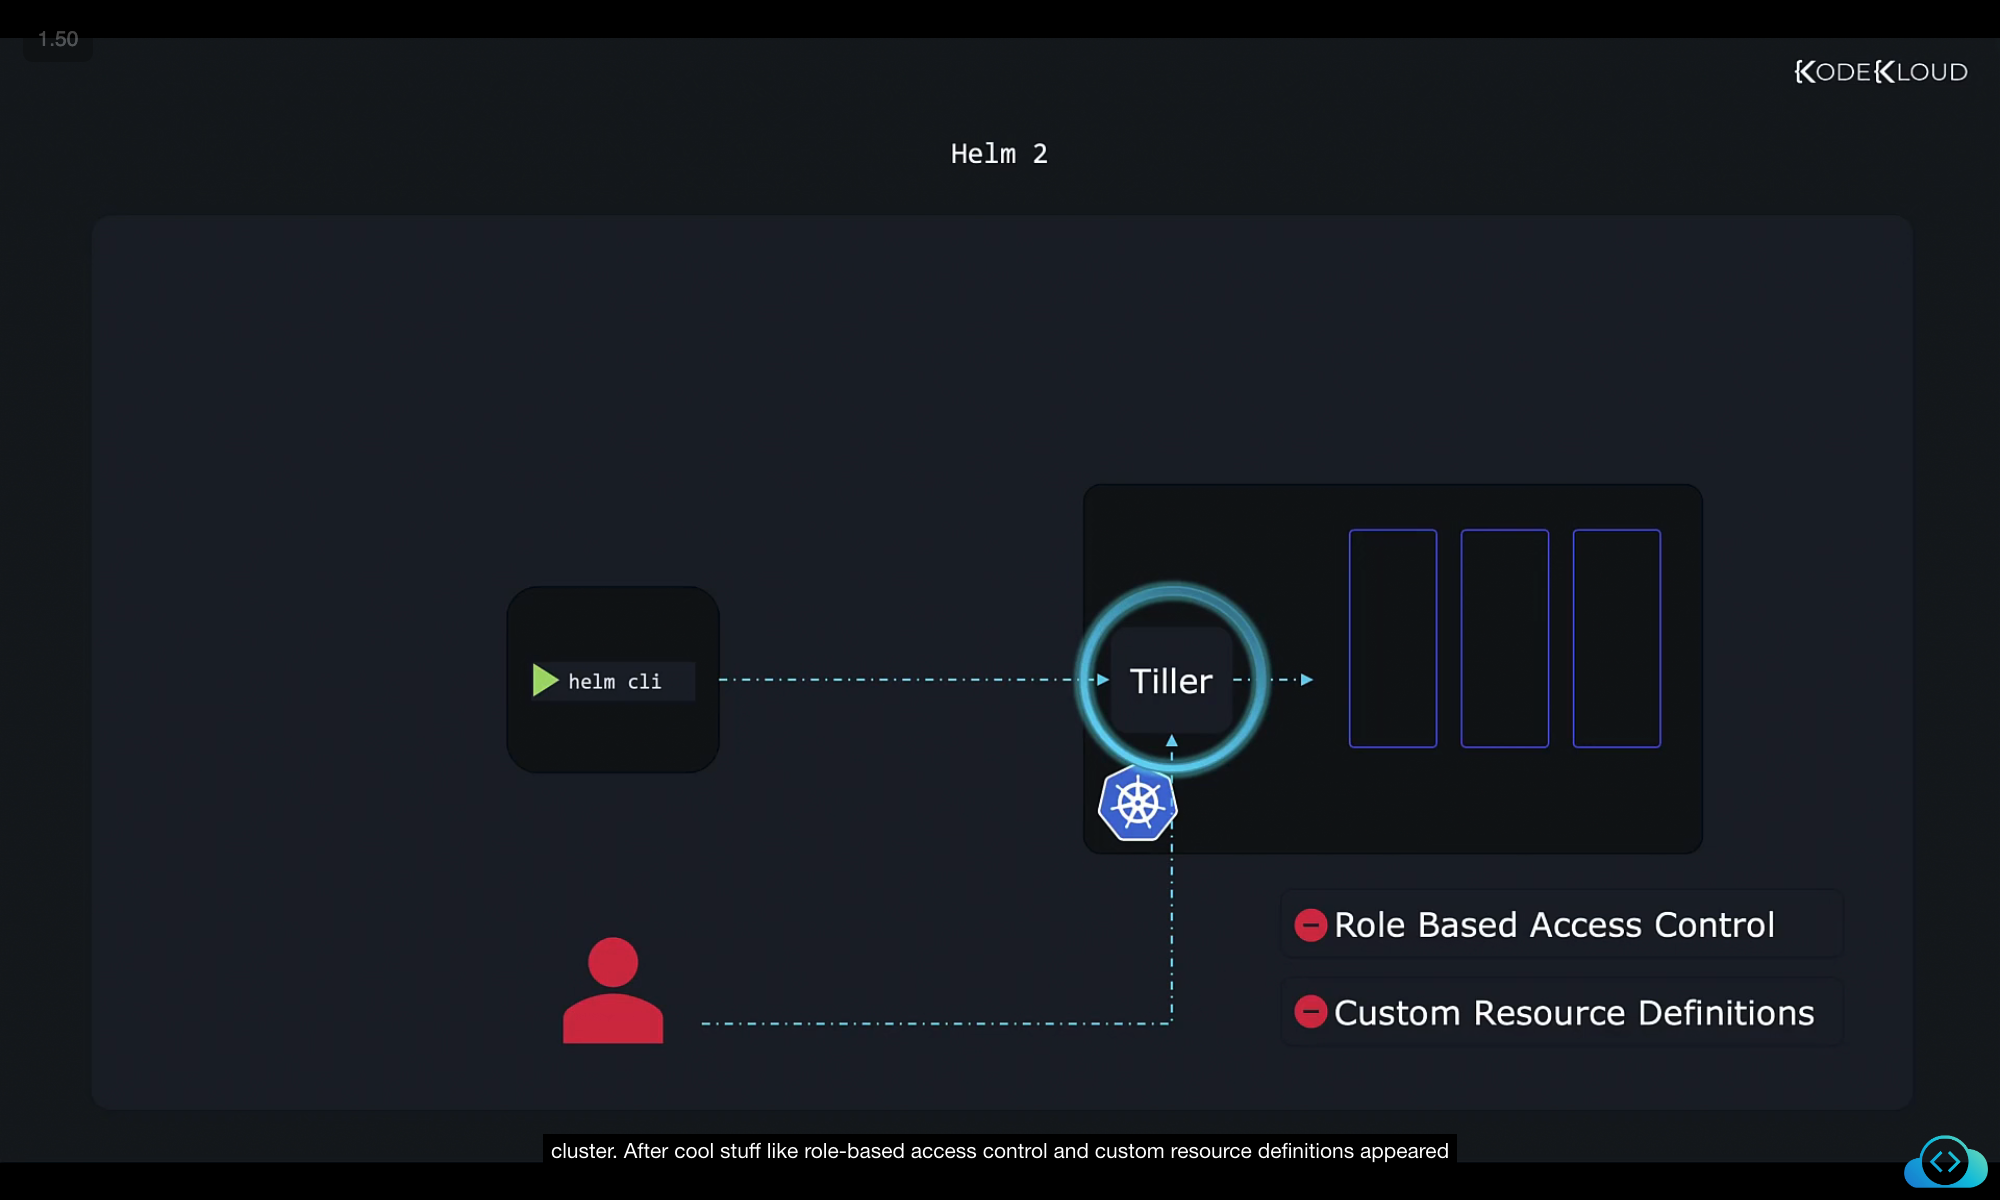 1.50
KODEKLOUD
Helm 2
helm cli
Tiller
Role Based Access Control
Custom Resource Definitions
cluster. After cool stuff like role-based access control and custom resource definitions appeared